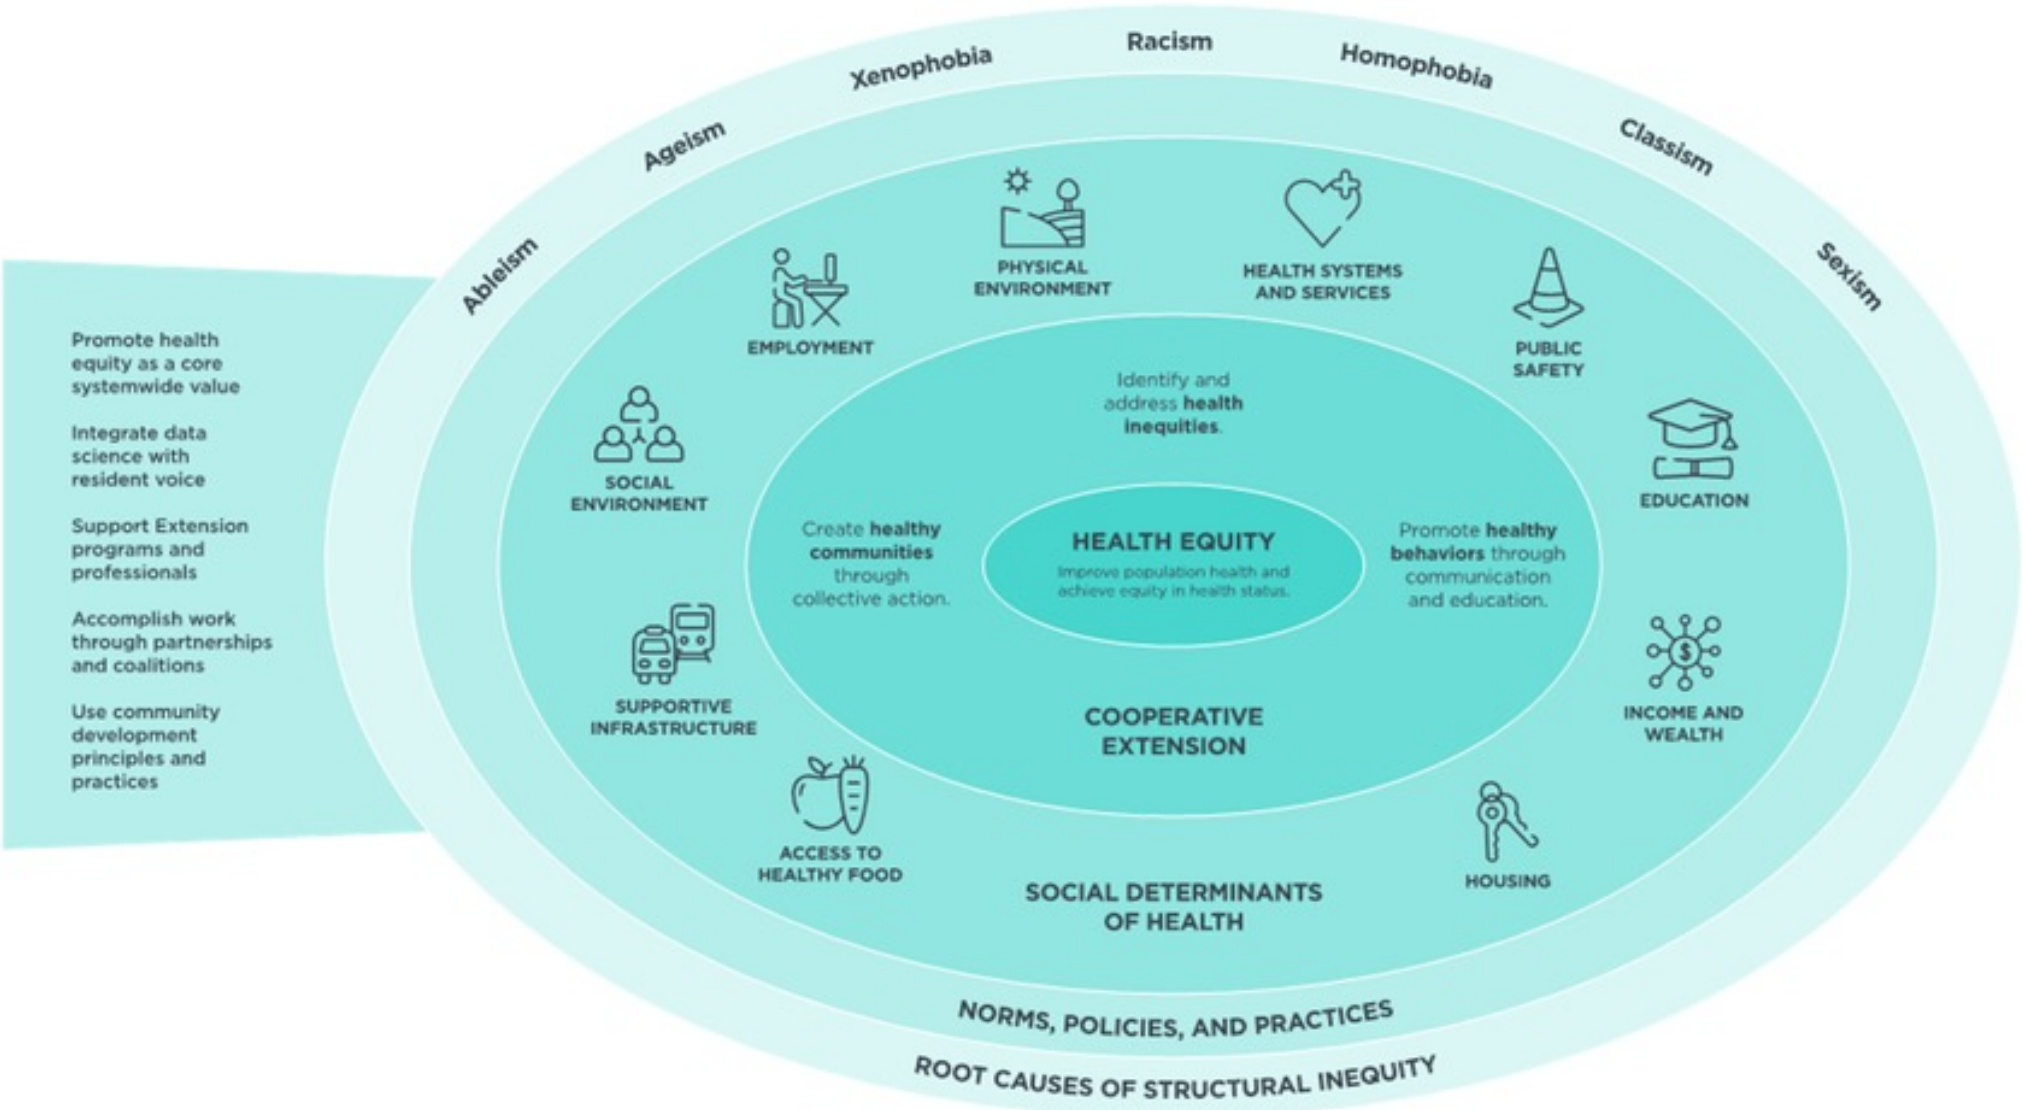 Racism
Xenophobia
Homophobia
Ageism
Classism
Ableism
Sexism
Promote health
equity as a core
systemwide value
Integrate data
science with
resident voice
Support Extension
programs and
professionals
Accomplish work
through partnerships
and coalitions
Use community
development
principles and
practices
PHYSICAL
ENVIRONMENT
HEALTH SYSTEMS
AND SERVICES
EMPLOYMENT
PUBLIC
SAFETY
SOCIAL
ENVIRONMENT
EDUCATION
SUPPORTIVE
INFRASTRUCTURE
$
INCOME AND
WEALTH
ACCESS TO
HEALTHY FOOD
HOUSING
Identify and
address health
inequities.
Create healthy
communities
through
collective action.
HEALTH EQUITY
Improve population health and
achieve equity in health status.
Promote healthy
behaviors through
communication
and education.
COOPERATIVE
EXTENSION
SOCIAL DETERMINANTS
OF HEALTH
NORMS, POLICIES, AND PRACTICES
ROOT CAUSES OF STRUCTURAL INEQUITY